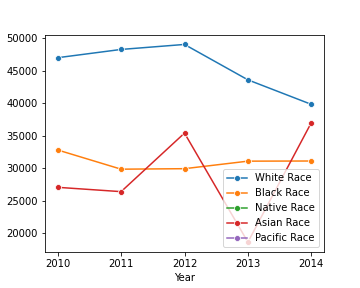 50000
45000
40000
35000
30000
25000
20000
White Race
Black Race
Native Race
Asian Race
Pacific Race
2010 2011 2012 2013 2014
Year